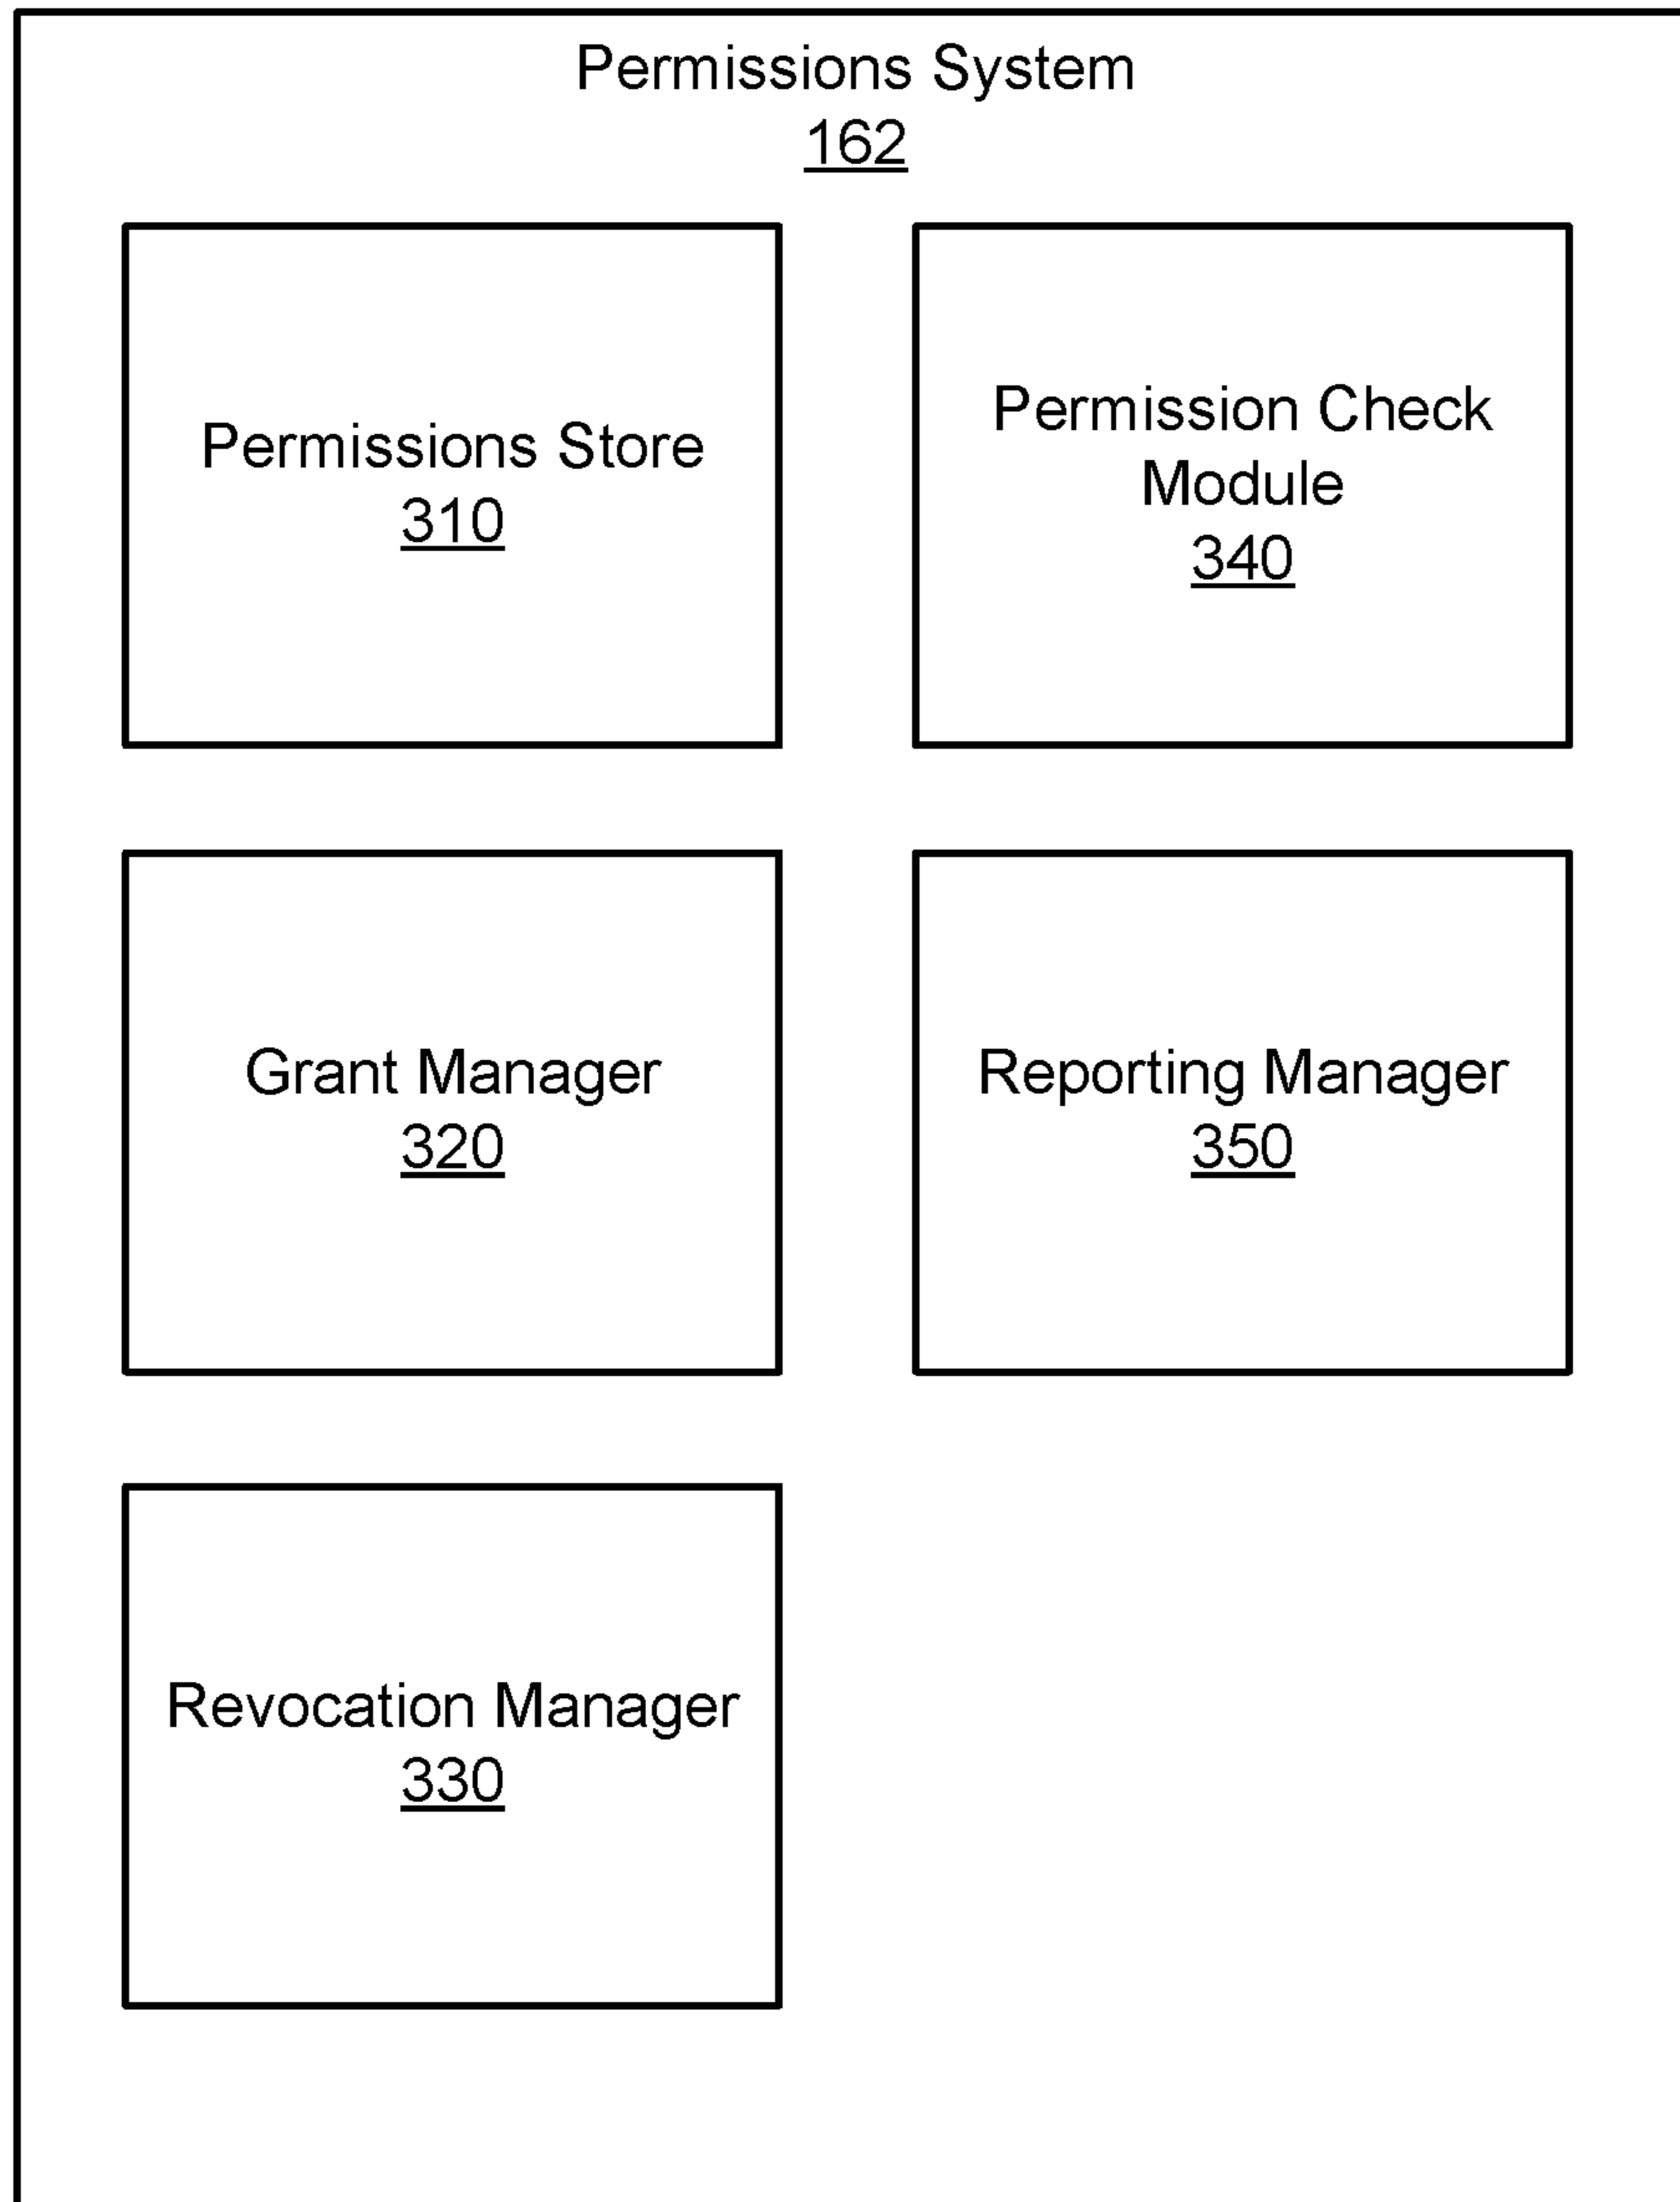 Permissions System
162
Permissions Store
310
Permission Check
Module
340
Grant Manager
320
Reporting Manager
350
Revocation Manager
330